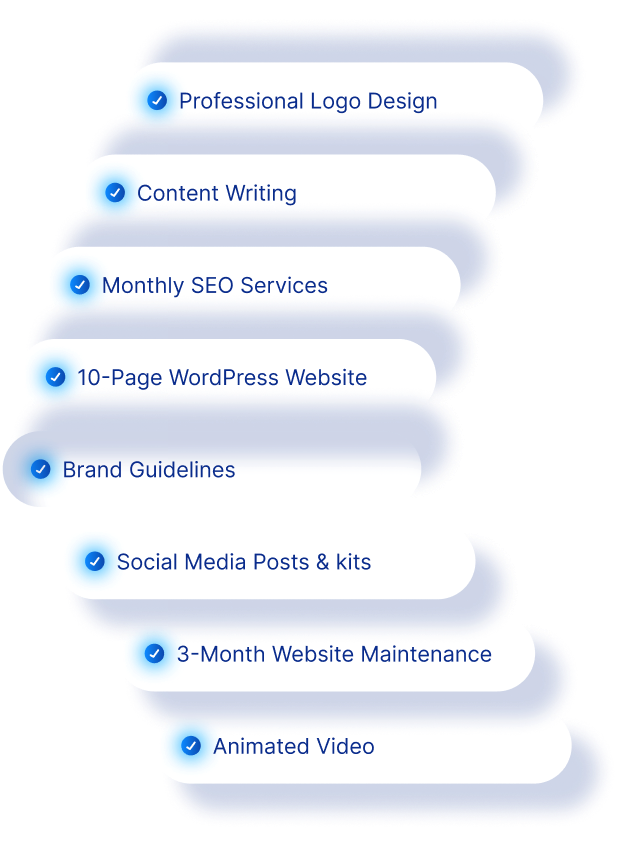 Professional Logo Design
Content Writing
Monthly SEO Services
10-Page WordPress Website
Brand Guidelines
Social Media Posts & kits
3-Month Website Maintenance
Animated Video